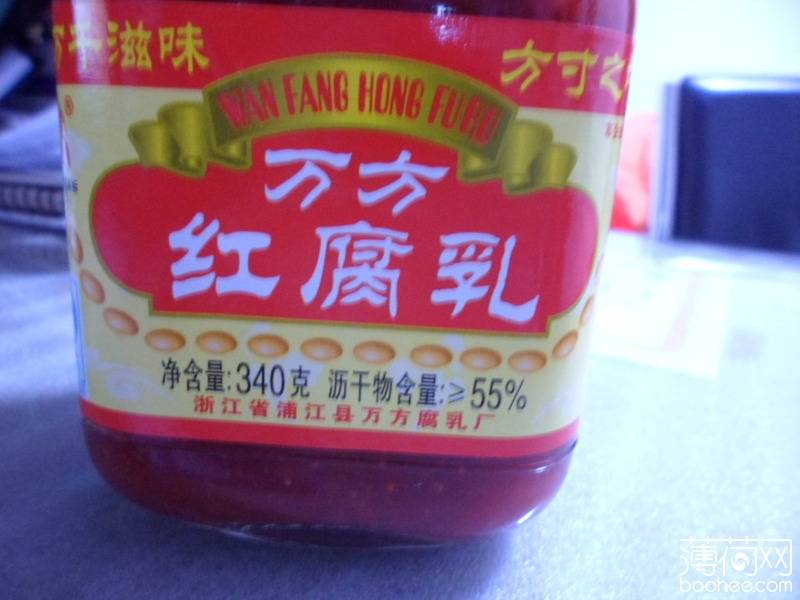 万千滋味
方寸之
WAN FANG HONG FURU
万方
红腐乳
净含量:340克 沥干物含量:≥55%
浙江省浦江县万方腐乳厂
薄荷网
boohee.com